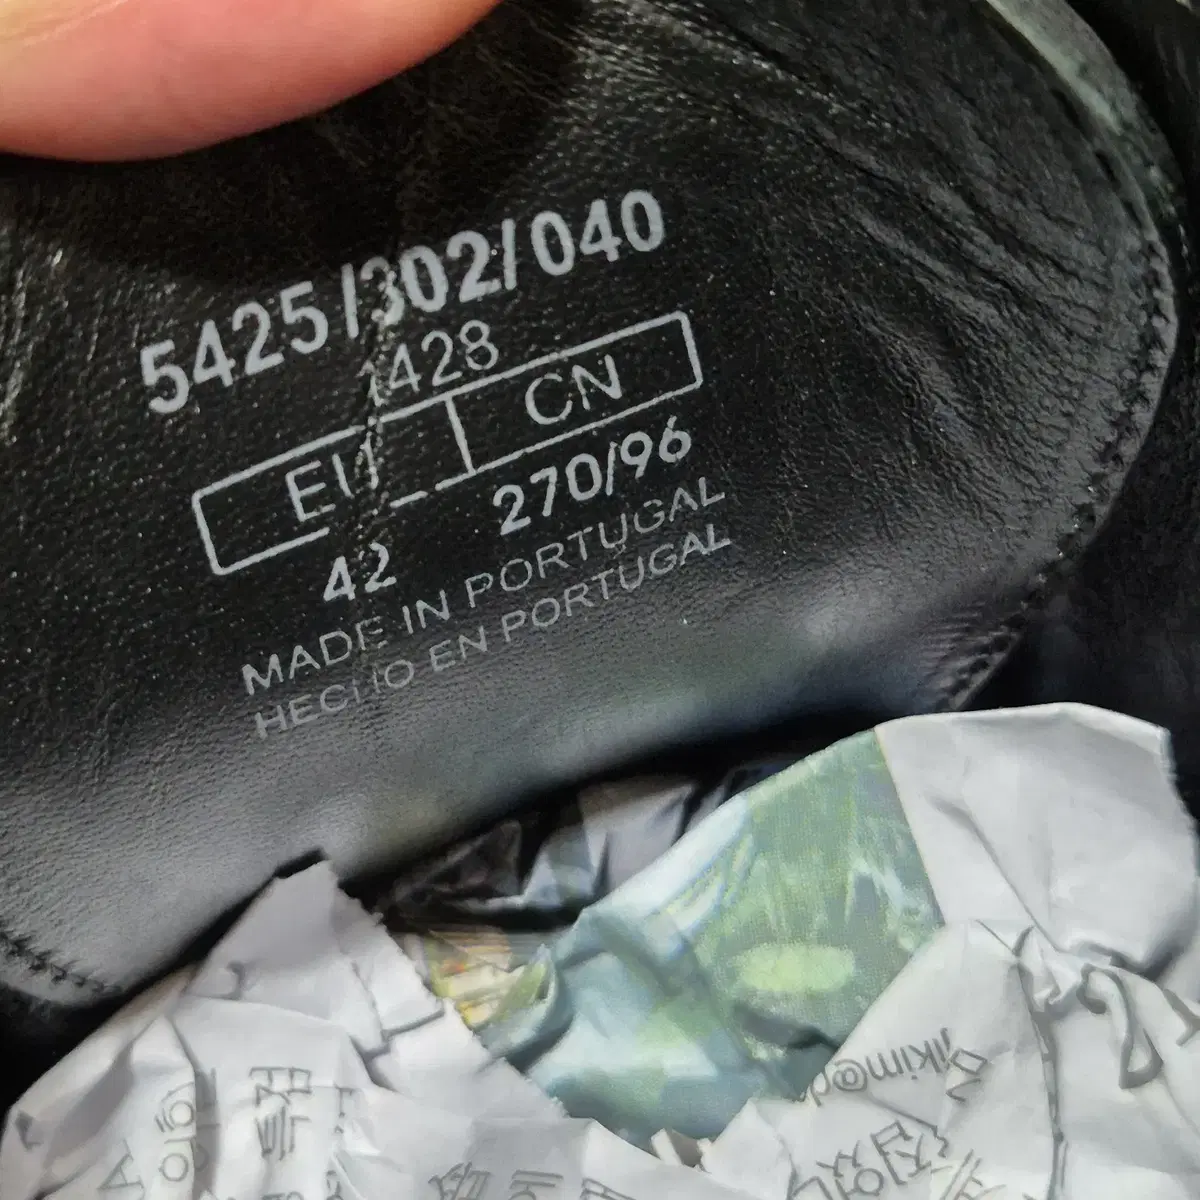 5425/302/040
1428
EU CN
42 270/96
MADE IN PORTUGAL
HECHO EN PORTUGAL